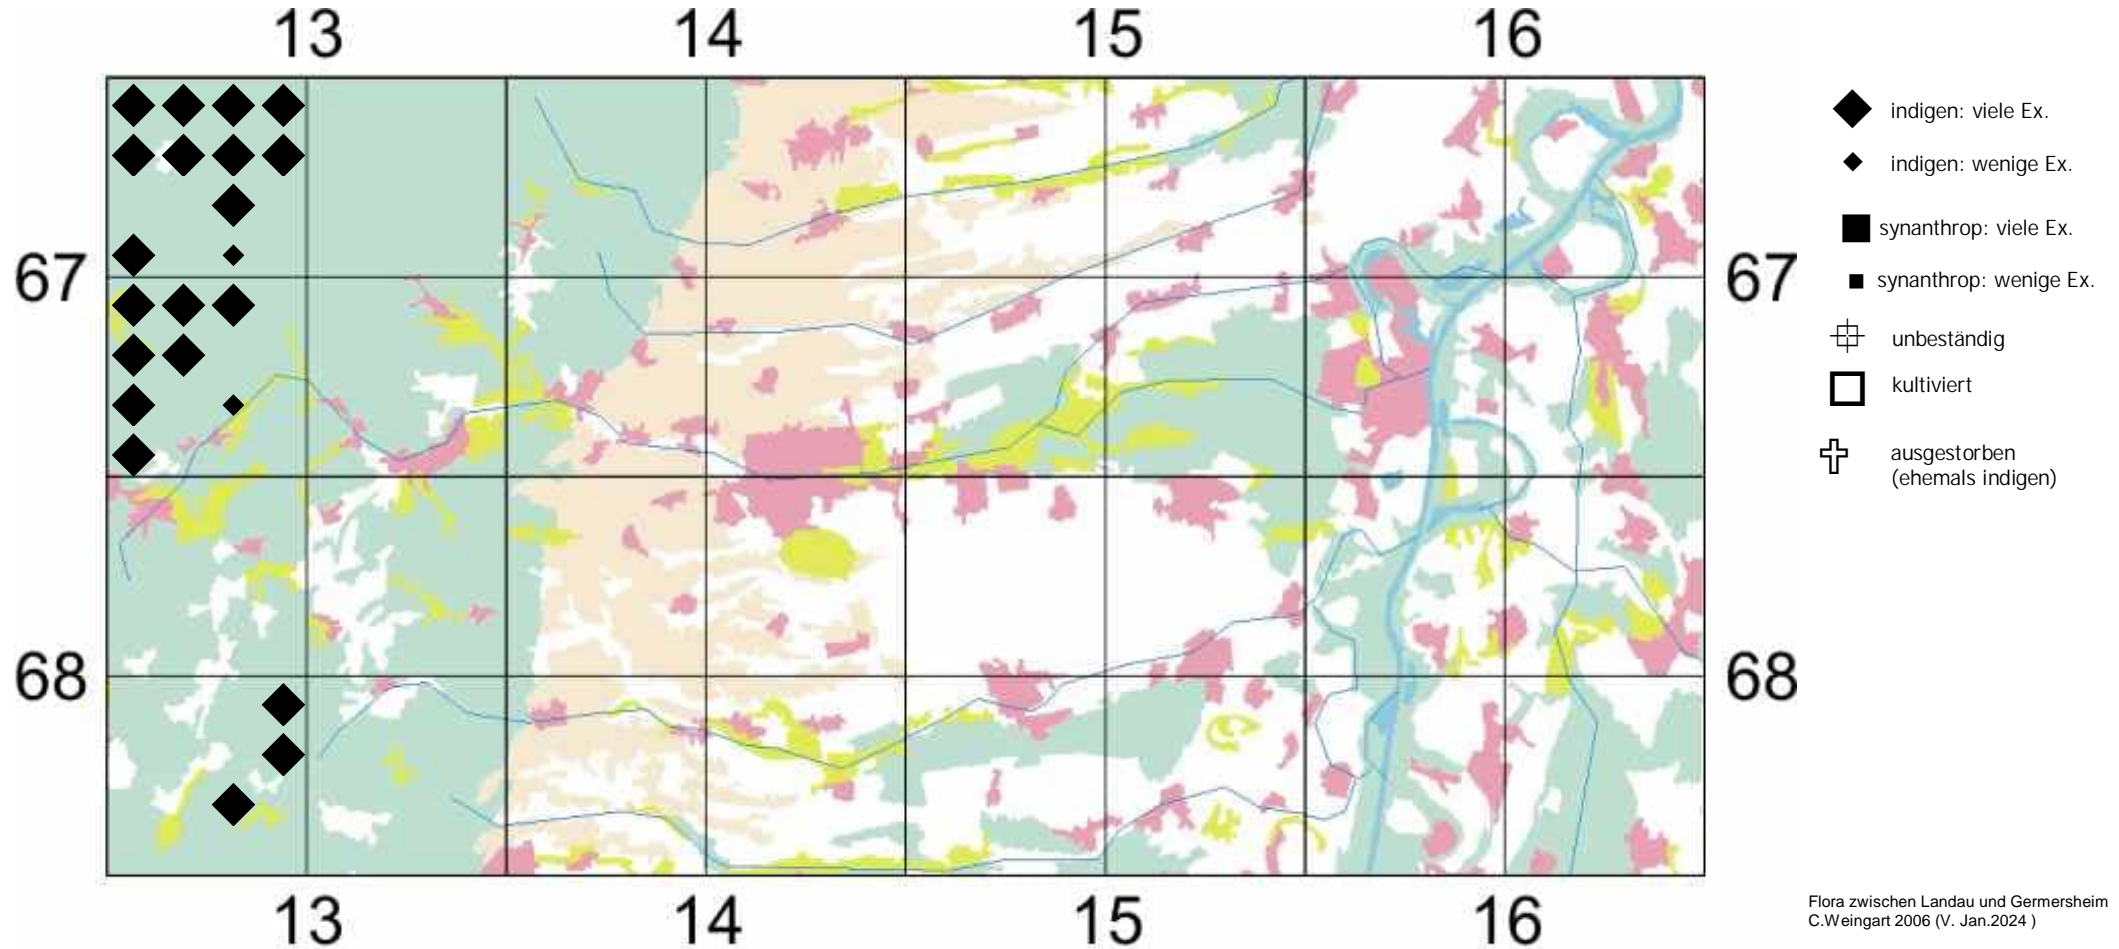 13 14 15 16
indigen: viele Ex.
indigen: wenige Ex.
synanthrop: viele Ex.
67 67
synanthrop: wenige Ex.
unbeständig
kultiviert
ausgestorben
(ehemals indigen)
68 68
13 14 15 16
Flora zwischen Landau und Germersheim
C.Weingart 2006 (V. Jan.2024 )